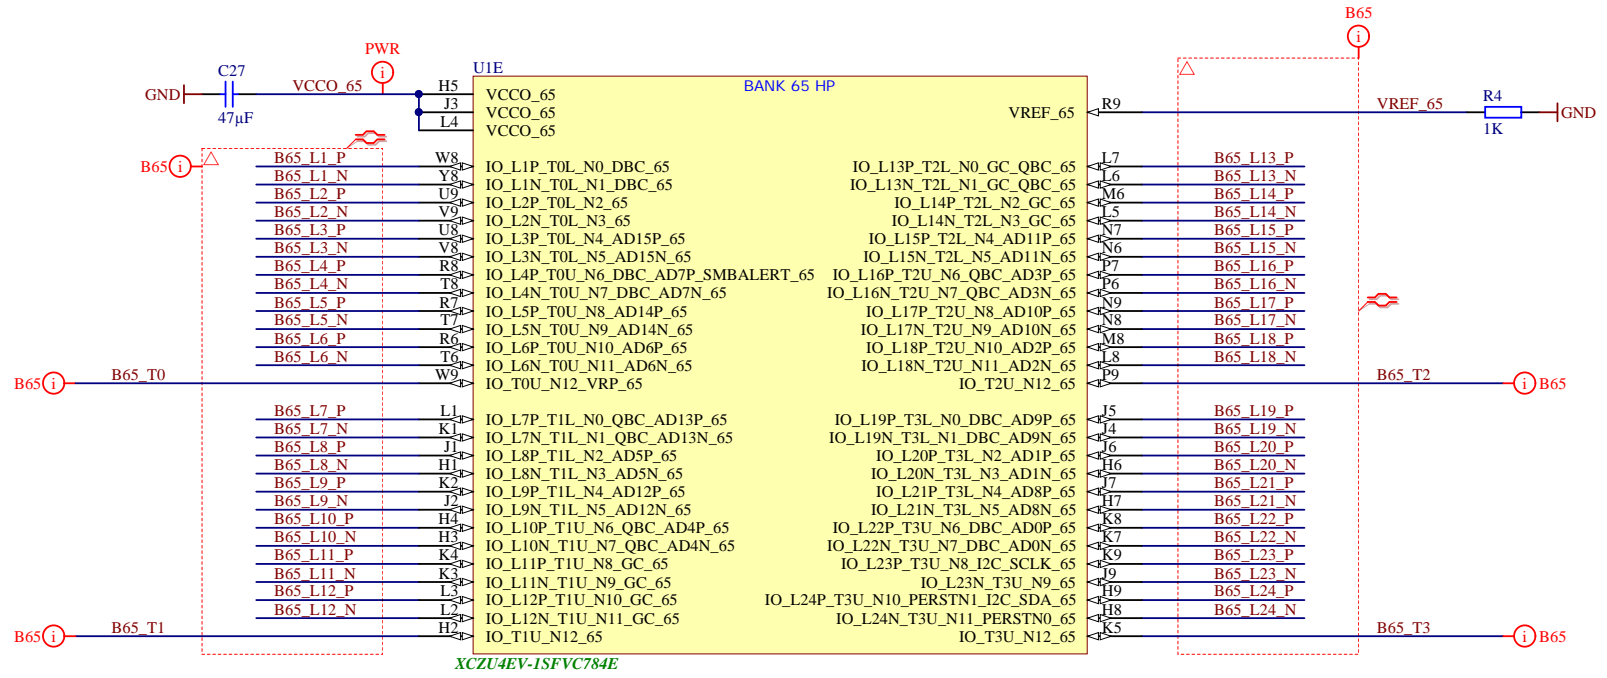 B65
PWR
U1E
C27
BANK 65 HP
GND
VCCO_65
H5
VCCO_65
J3
VCCO_65
L4
VCCO_65
47µF
VREF_65
R9
VREF_65
R4
GND
1K
B65
B65_L1_P W8 IO_L1P_T0L_N0_DBC_65 IO_L13P_T2L_N0_GC_QBC_65 L7 B65_L13_P
B65_L1_N Y8 IO_L1N_T0L_N1_DBC_65 IO_L13N_T2L_N1_GC_QBC_65 L6 B65_L13_N
B65_L2_P U9 IO_L2P_T0L_N2_65 IO_L14P_T2L_N2_GC_65 M6 B65_L14_P
B65_L2_N V9 IO_L2N_T0L_N3_65 IO_L14N_T2L_N3_GC_65 L5 B65_L14_N
B65_L3_P U8 IO_L3P_T0L_N4_AD15P_65 IO_L15P_T2L_N4_AD11P_65 N7 B65_L15_P
B65_L3_N V8 IO_L3N_T0L_N5_AD15N_65 IO_L15N_T2L_N5_AD11N_65 N6 B65_L15_N
B65_L4_P R8 IO_L4P_T0U_N6_DBC_AD7P_SMBALERT_65 IO_L16P_T2U_N6_QBC_AD3P_65 P7 B65_L16_P
B65_L4_N T8 IO_L4N_T0U_N7_DBC_AD7N_65 IO_L16N_T2U_N7_QBC_AD3N_65 P6 B65_L16_N
B65_L5_P R7 IO_L5P_T0U_N8_AD14P_65 IO_L17P_T2U_N8_AD10P_65 N9 B65_L17_P
B65_L5_N T7 IO_L5N_T0U_N9_AD14N_65 IO_L17N_T2U_N9_AD10N_65 N8 B65_L17_N
B65_L6_P R6 IO_L6P_T0U_N10_AD6P_65 IO_L18P_T2U_N10_AD2P_65 M8 B65_L18_P
B65_L6_N T6 IO_L6N_T0U_N11_AD6N_65 IO_L18N_T2U_N11_AD2N_65 L8 B65_L18_N
B65 B65_T0 W9 IO_T0U_N12_VRP_65 IO_T2U_N12_65 P9 B65_T2 B65
B65_L7_P L1 IO_L7P_T1L_N0_QBC_AD13P_65 IO_L19P_T3L_N0_DBC_AD9P_65 J5 B65_L19_P
B65_L7_N K1 IO_L7N_T1L_N1_QBC_AD13N_65 IO_L19N_T3L_N1_DBC_AD9N_65 J4 B65_L19_N
B65_L8_P J1 IO_L8P_T1L_N2_AD5P_65 IO_L20P_T3L_N2_AD1P_65 J6 B65_L20_P
B65_L8_N H1 IO_L8N_T1L_N3_AD5N_65 IO_L20N_T3L_N3_AD1N_65 H6 B65_L20_N
B65_L9_P K2 IO_L9P_T1L_N4_AD12P_65 IO_L21P_T3L_N4_AD8P_65 J7 B65_L21_P
B65_L9_N J2 IO_L9N_T1L_N5_AD12N_65 IO_L21N_T3L_N5_AD8N_65 H7 B65_L21_N
B65_L10_P H4 IO_L10P_T1U_N6_QBC_AD4P_65 IO_L22P_T3U_N6_DBC_AD0P_65 K8 B65_L22_P
B65_L10_N H3 IO_L10N_T1U_N7_QBC_AD4N_65 IO_L22N_T3U_N7_DBC_AD0N_65 K7 B65_L22_N
B65_L11_P K4 IO_L11P_T1U_N8_GC_65 IO_L23P_T3U_N8_I2C_SCLK_65 K9 B65_L23_P
B65_L11_N K3 IO_L11N_T1U_N9_GC_65 IO_L23N_T3U_N9_65 J9 B65_L23_N
B65_L12_P L3 IO_L12P_T1U_N10_GC_65 IO_L24P_T3U_N10_PERSTN1_I2C_SDA_65 H9 B65_L24_P
B65_L12_N L2 IO_L12N_T1U_N11_GC_65 IO_L24N_T3U_N11_PERSTN0_65 H8 B65_L24_N
B65 B65_T1 H2 IO_T1U_N12_65 IO_T3U_N12_65 K5 B65_T3 B65
XCZU4EV-1SFVC784E